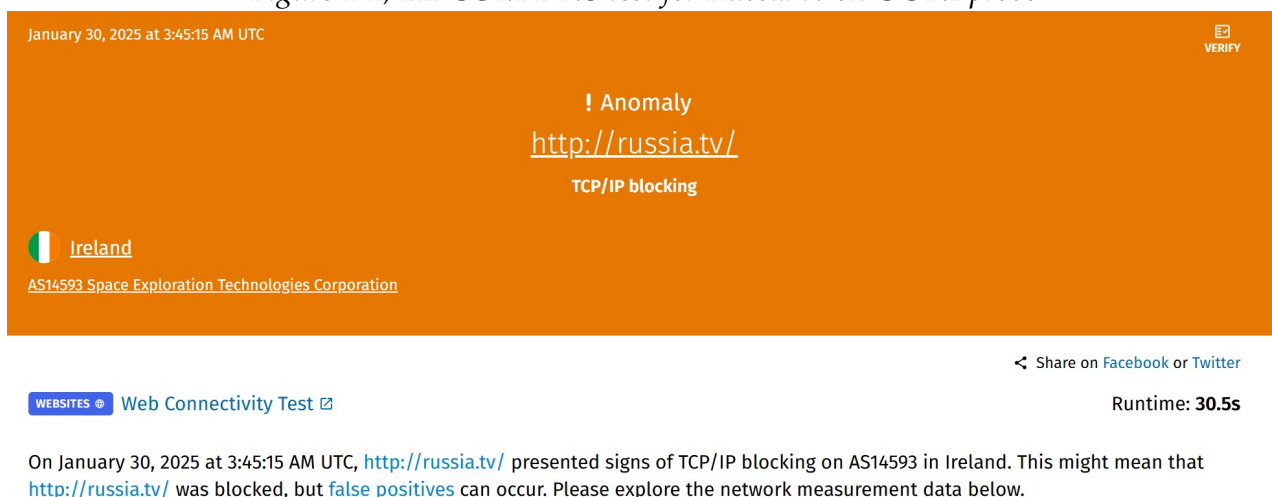 January 30, 2025 at 3:45:15 AM UTC
VERIFY
! Anomaly
http://russia.tv/
TCP/IP blocking
Ireland
AS14593 Space Exploration Technologies Corporation
Share on Facebook or Twitter
WEBSITES Web Connectivity Test
Runtime: 30.5s
On January 30, 2025 at 3:45:15 AM UTC, http://russia.tv/ presented signs of TCP/IP blocking on AS14593 in Ireland. This might mean that
http://russia.tv/ was blocked, but false positives can occur. Please explore the network measurement data below.